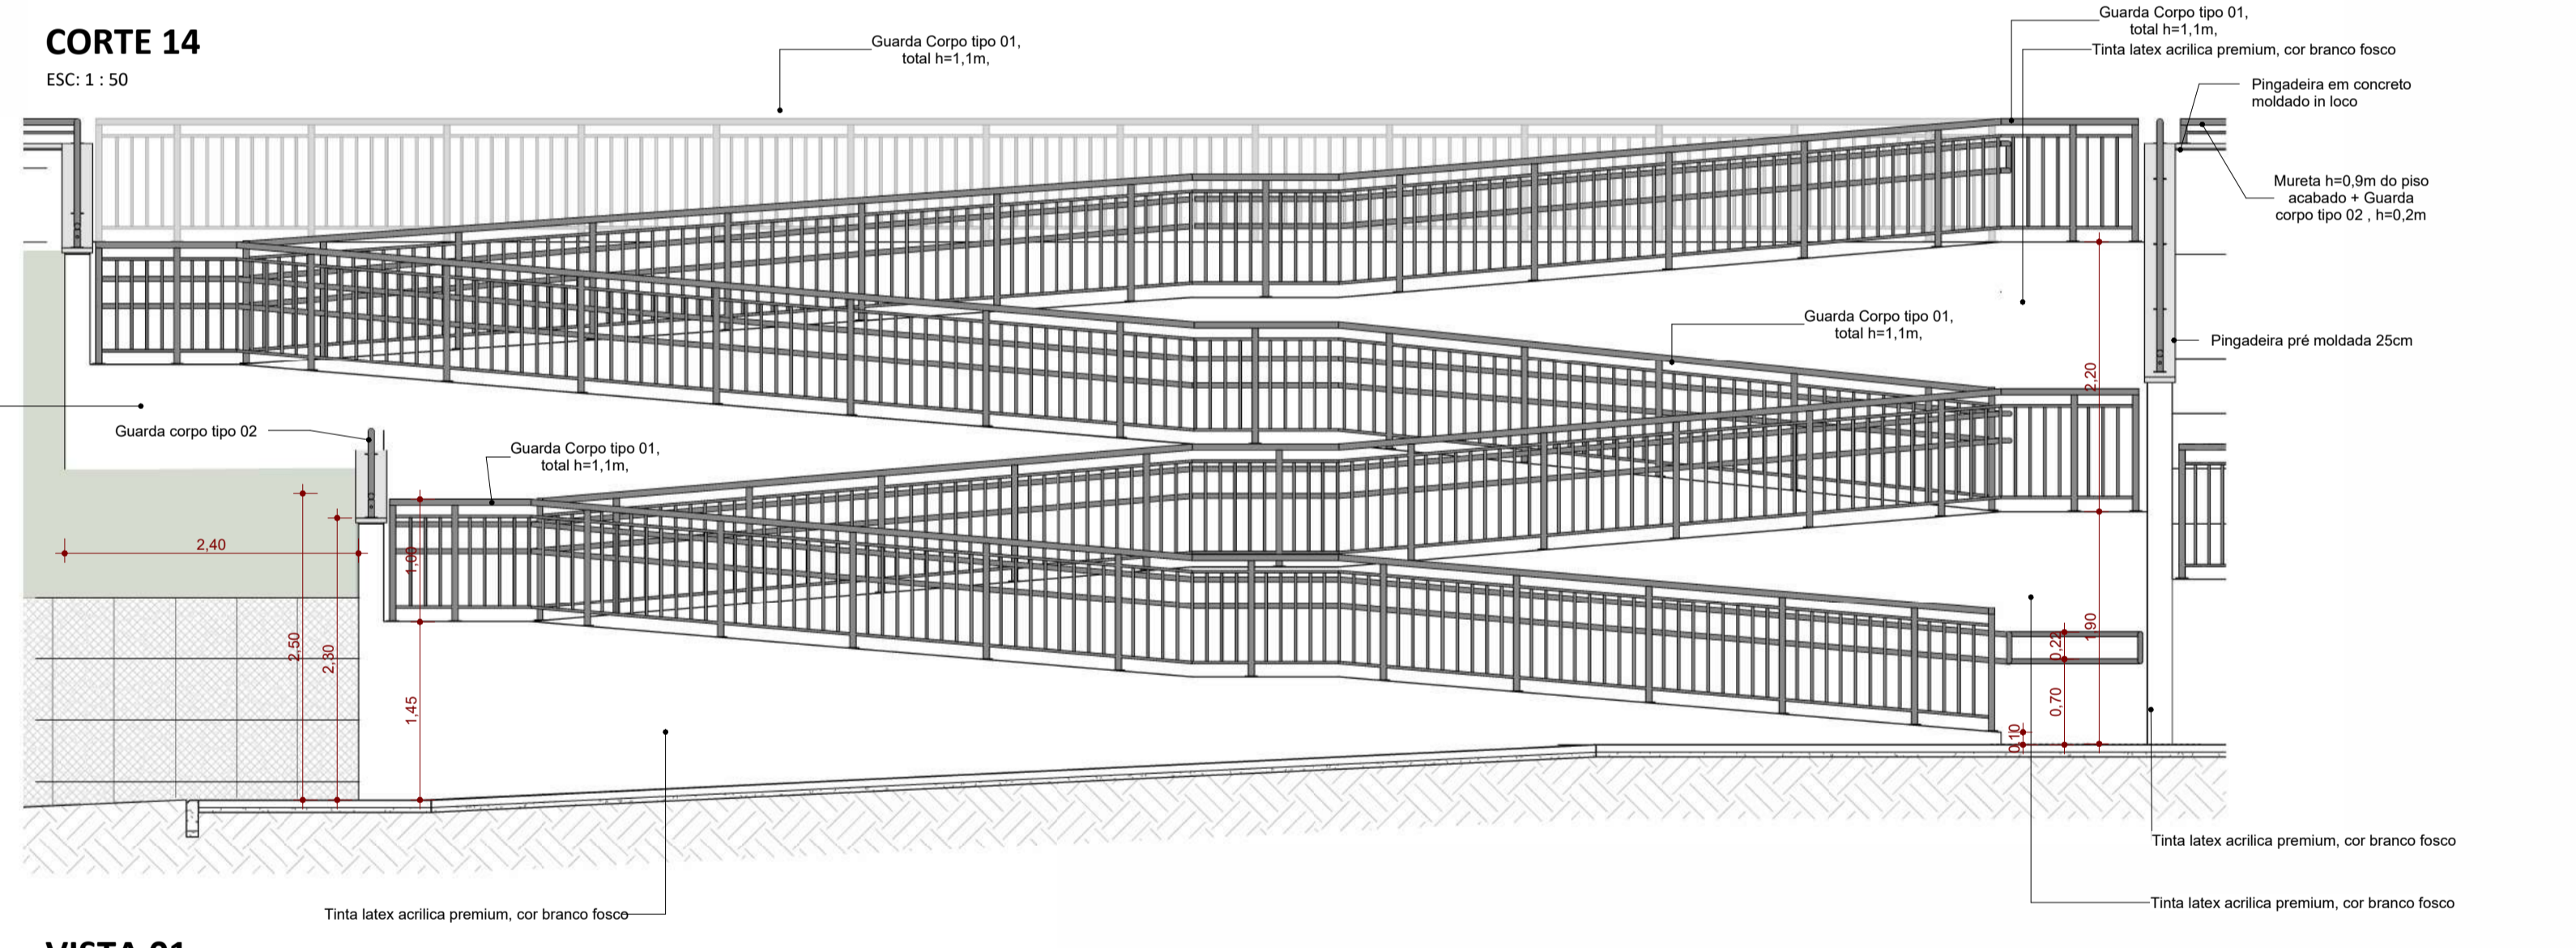 CORTE 14
ESC: 1 : 50
Guarda Corpo tipo 01,
total h=1,1m,
Guarda Corpo tipo 01,
total h=1,1m,
Tinta latex acrilica premium, cor branco fosco
Pingadeira em concreto
moldado in loco
Mureta h=0,9m do piso
acabado + Guarda
corpo tipo 02 , h=0,2m
Guarda Corpo tipo 01,
total h=1,1m,
Pingadeira pré moldada 25cm
2,20
Guarda corpo tipo 02
Guarda Corpo tipo 01,
total h=1,1m,
2,40
1,00
2,50
2,30
1,45
1,90
0,22
0,70
0,10
Tinta latex acrilica premium, cor branco fosco
Tinta latex acrilica premium, cor branco fosco
Tinta latex acrilica premium, cor branco fosco